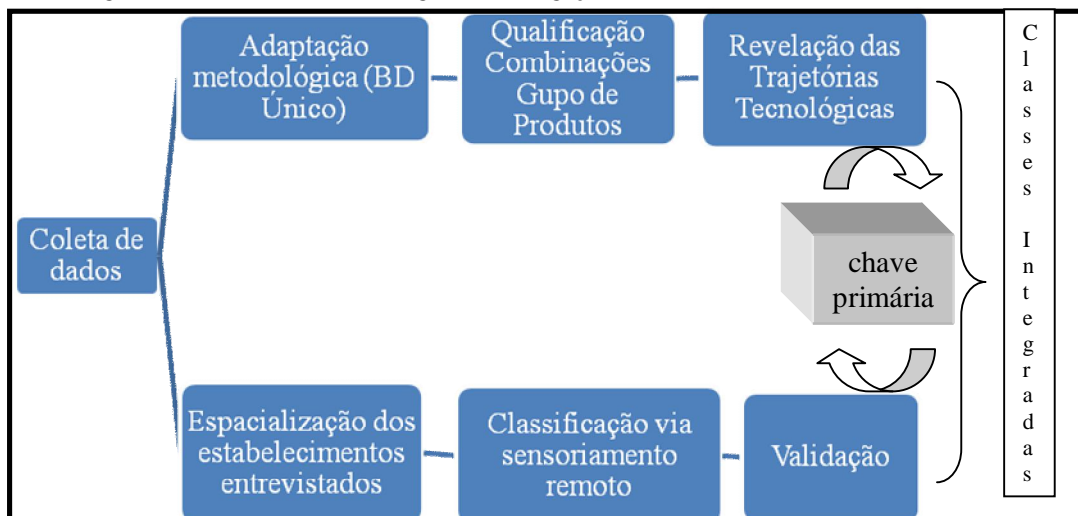 Adaptação
metodológica (BD
Único)
Qualificação
Combinações
Gupo de
Produtos
Revelação das
Trajetórias
Tecnológicas
Coleta de
dados
chave
primária
Espacialização dos
estabelecimentos
entrevistados
Classificação via
sensoriamento
remoto
Validação
C
l
a
s
s
e
s
I
n
t
e
g
r
a
d
a
s